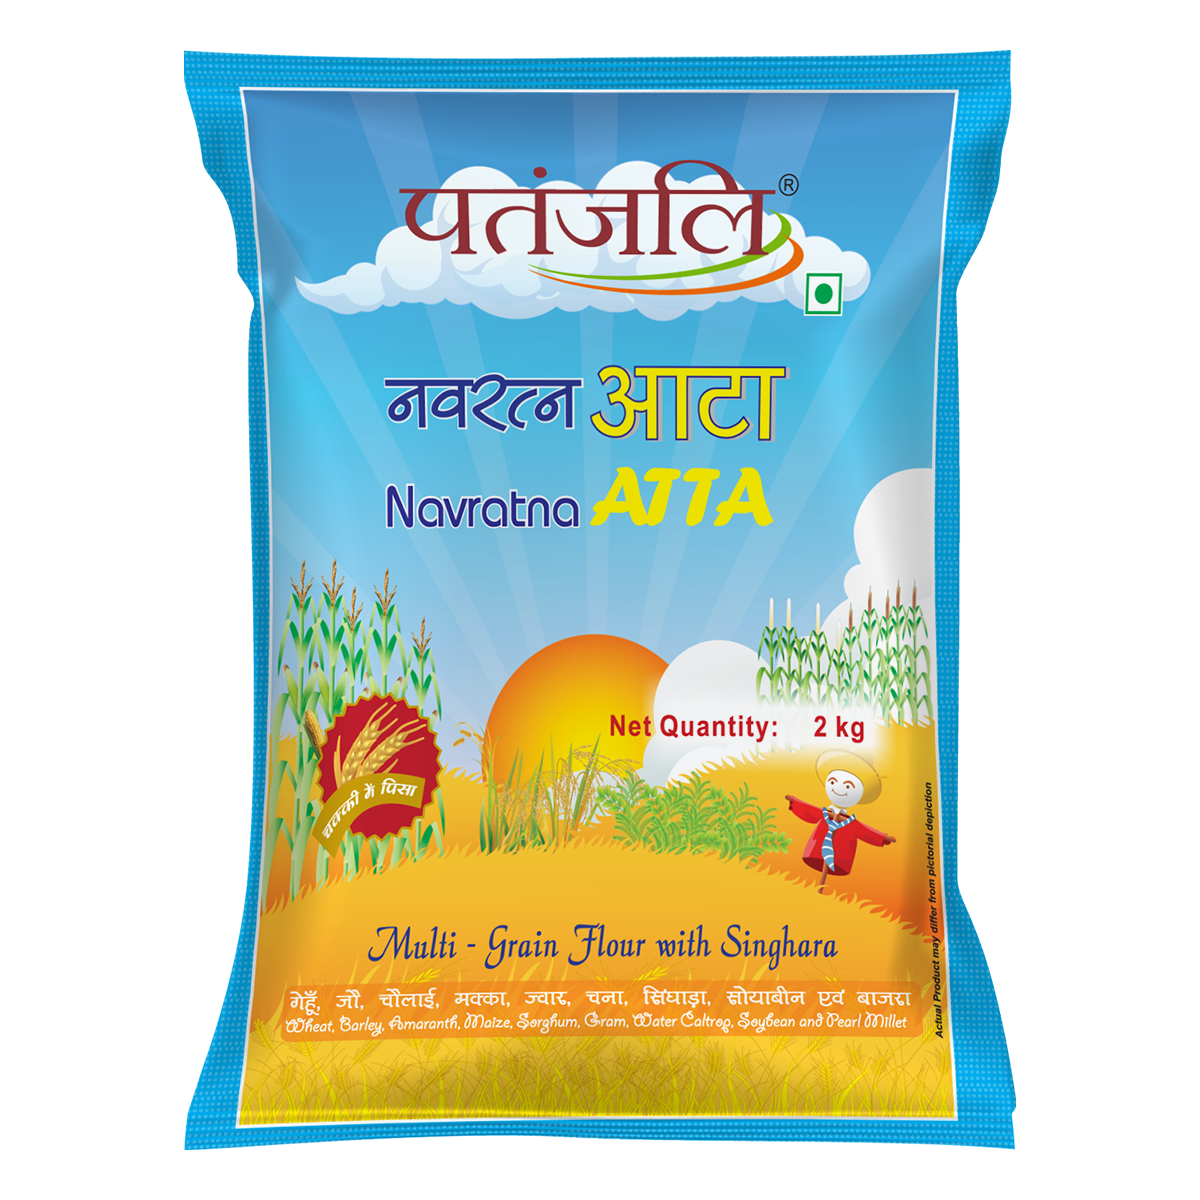 पतंजलि®
नवरत्न आटा
Navratna ATTA
Net Quantity: 2 kg
चक्की में पिसा
Multi - Grain Flour with Singhara
गेहूँ, जौ, चौलाई, मक्का, ज्वार, चना, सिंघाड़ा, सोयाबीन एवं बाजरा
Wheat, Barley, Amaranth, Maize, Sorghum, Gram, Water Caltrop, Soybean and Pearl Millet
Actual Product may differ from pictorial depiction